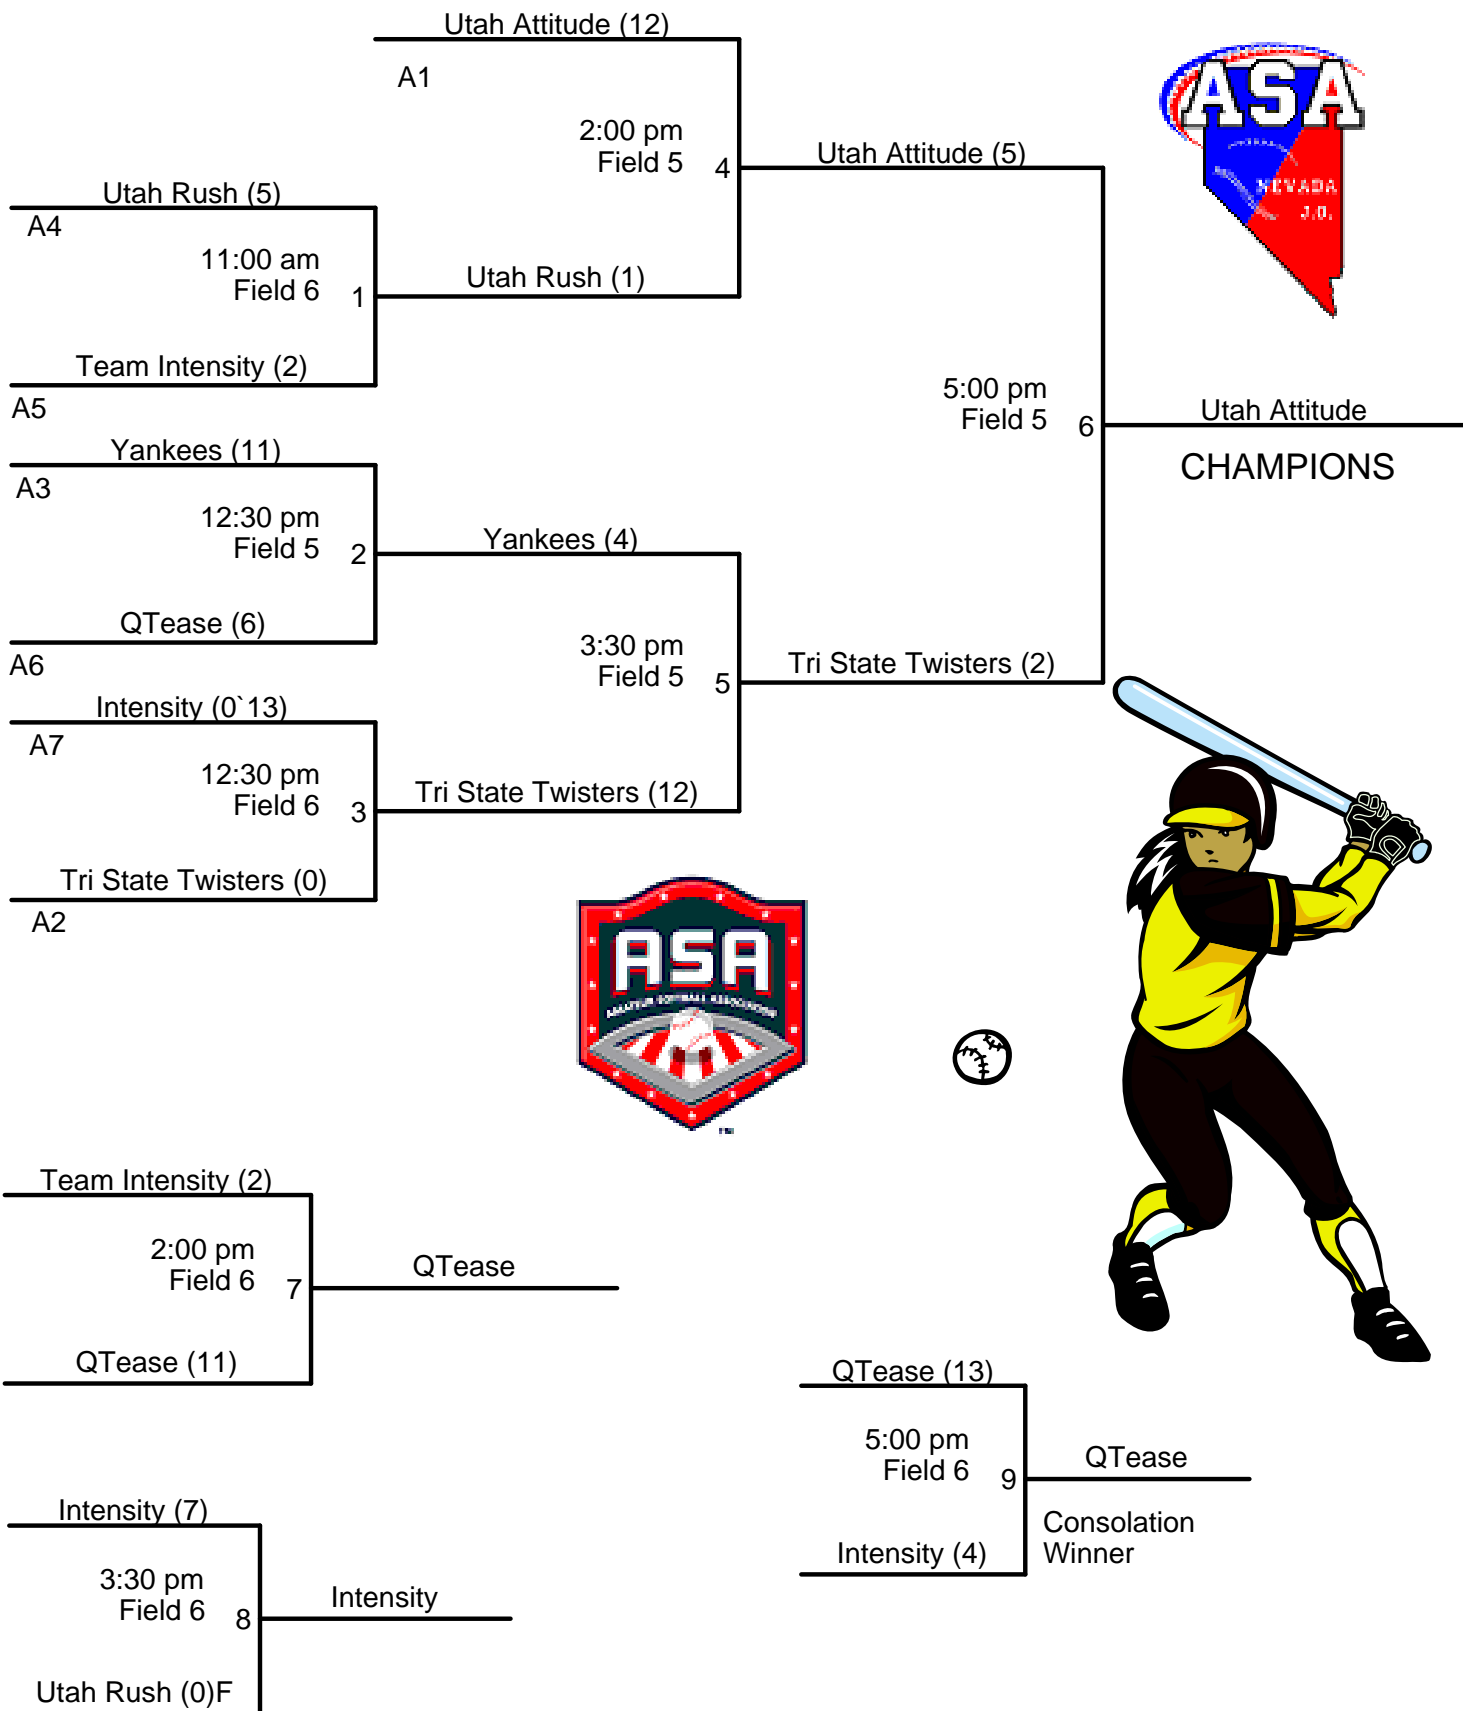 Utah Attitude (12)
A1
2:00 pm
Field 5
4
Utah Attitude (5)
ASA
NEVADA
J.O.
Utah Rush (5)
A4
11:00 am
Field 6
1
Utah Rush (1)
Team Intensity (2)
A5
5:00 pm
Field 5
6
Utah Attitude
CHAMPIONS
Yankees (11)
A3
12:30 pm
Field 5
2
Yankees (4)
QTease (6)
A6
3:30 pm
Field 5
5
Tri State Twisters (2)
Intensity (0`13)
A7
12:30 pm
Field 6
3
Tri State Twisters (12)
Tri State Twisters (0)
A2
ASA
AMATEUR SOFTBALL ASSOCIATION
TM
Team Intensity (2)
2:00 pm
Field 6
7
QTease
QTease (11)
QTease (13)
5:00 pm
Field 6
9
QTease
Consolation
Winner
Intensity (4)
Intensity (7)
3:30 pm
Field 6
8
Intensity
Utah Rush (0)F